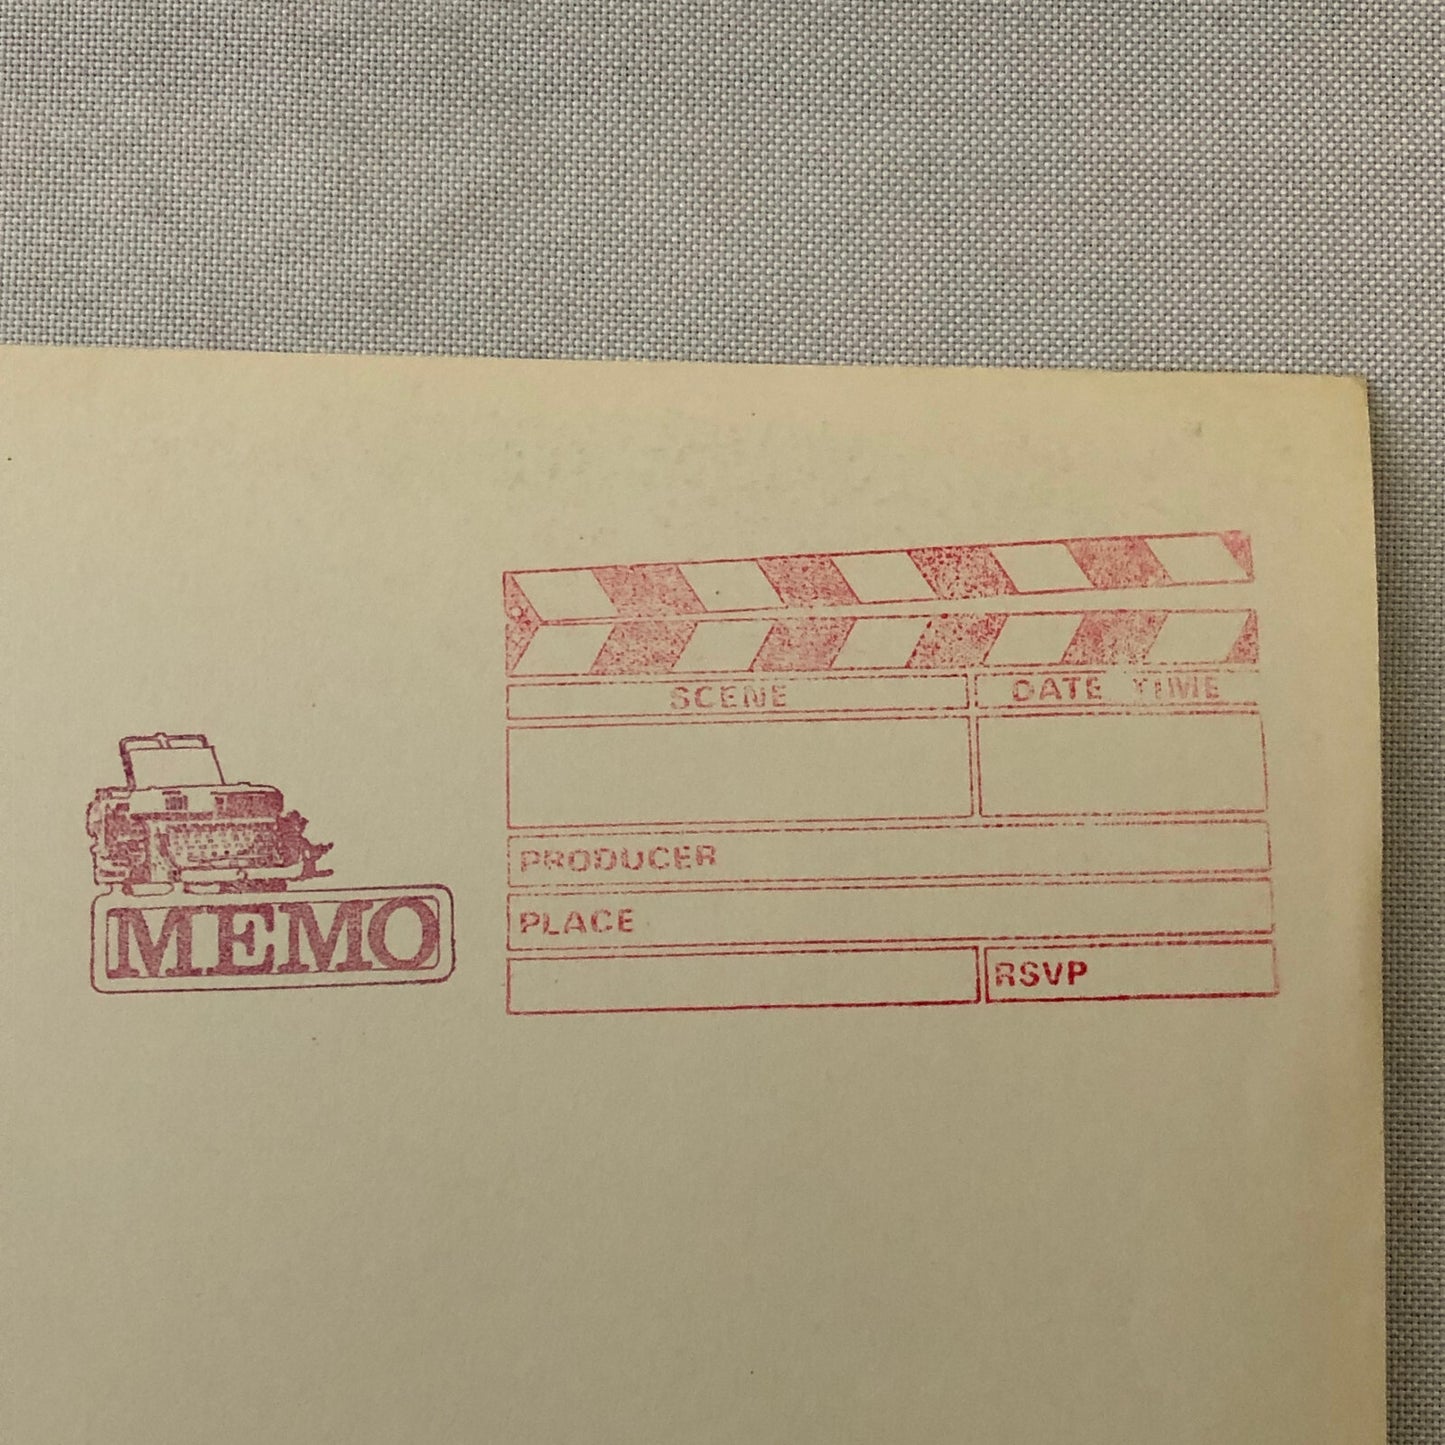 SCENE DATE TIME
PRODUCER
MEMO
PLACE
RSVP